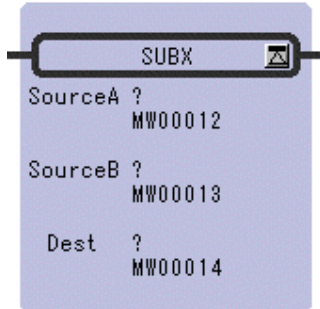 SUBX
SourceA ?
MW00012
SourceB ?
MW00013
Dest ?
MW00014